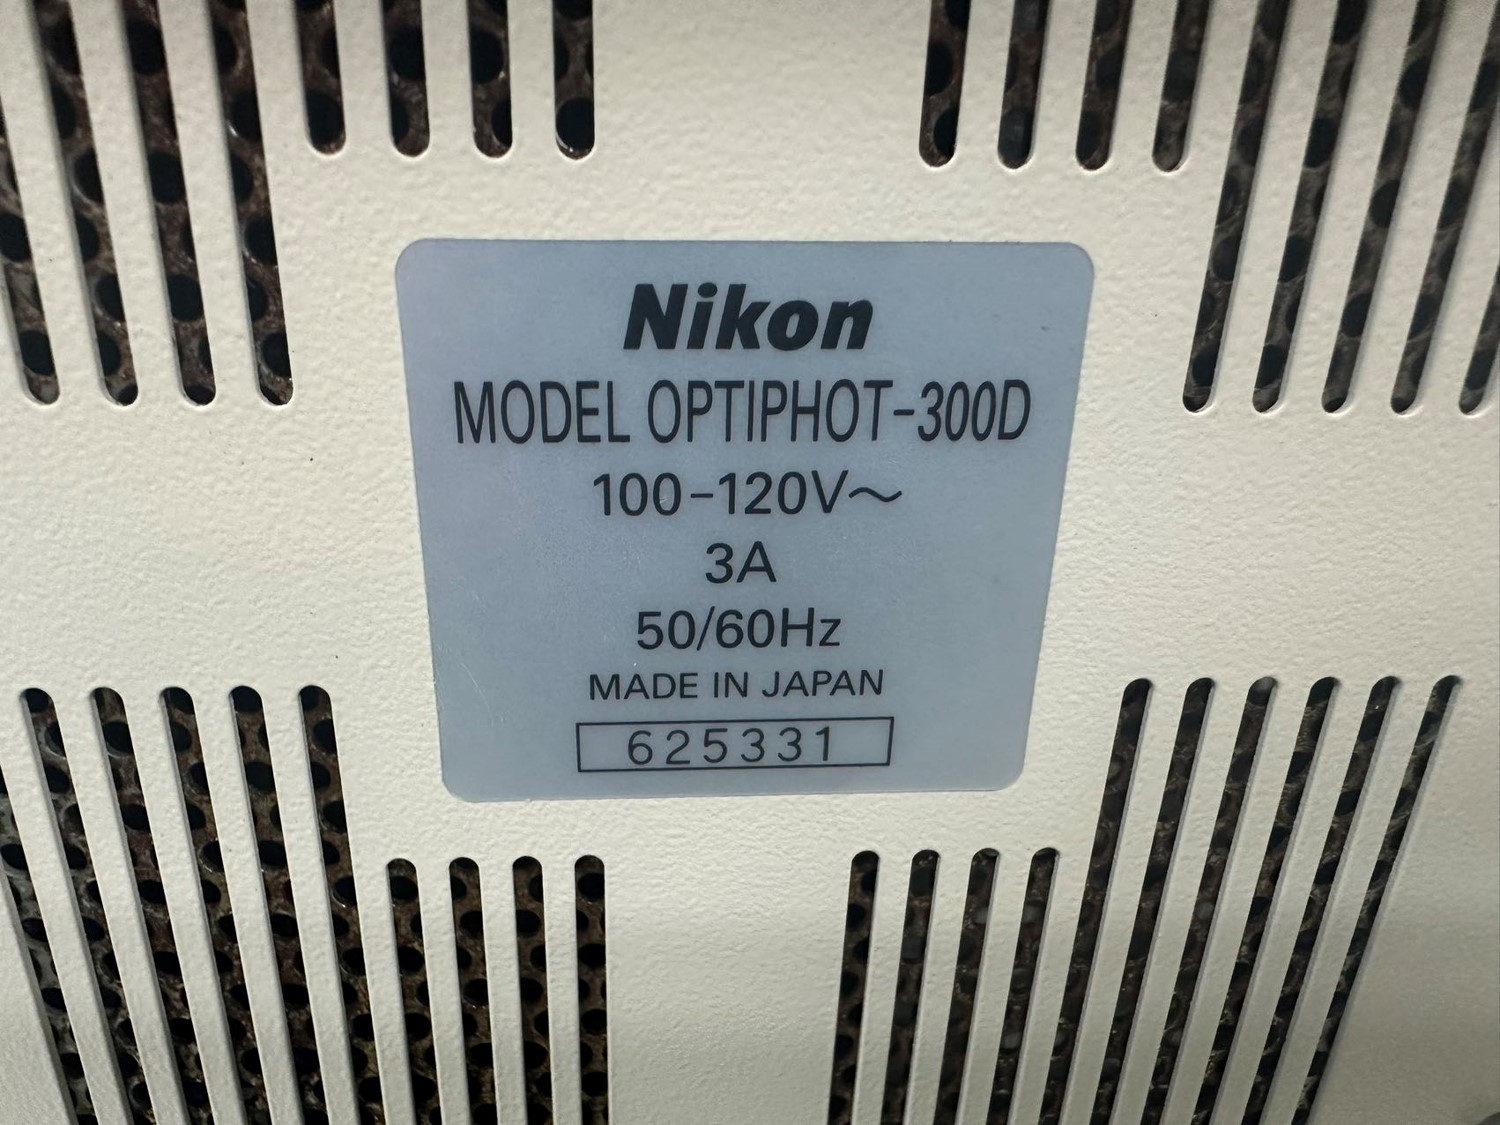 Nikon
MODEL OPTIPHOT-300D
100-120V～
3A
50/60Hz
MADE IN JAPAN
625331